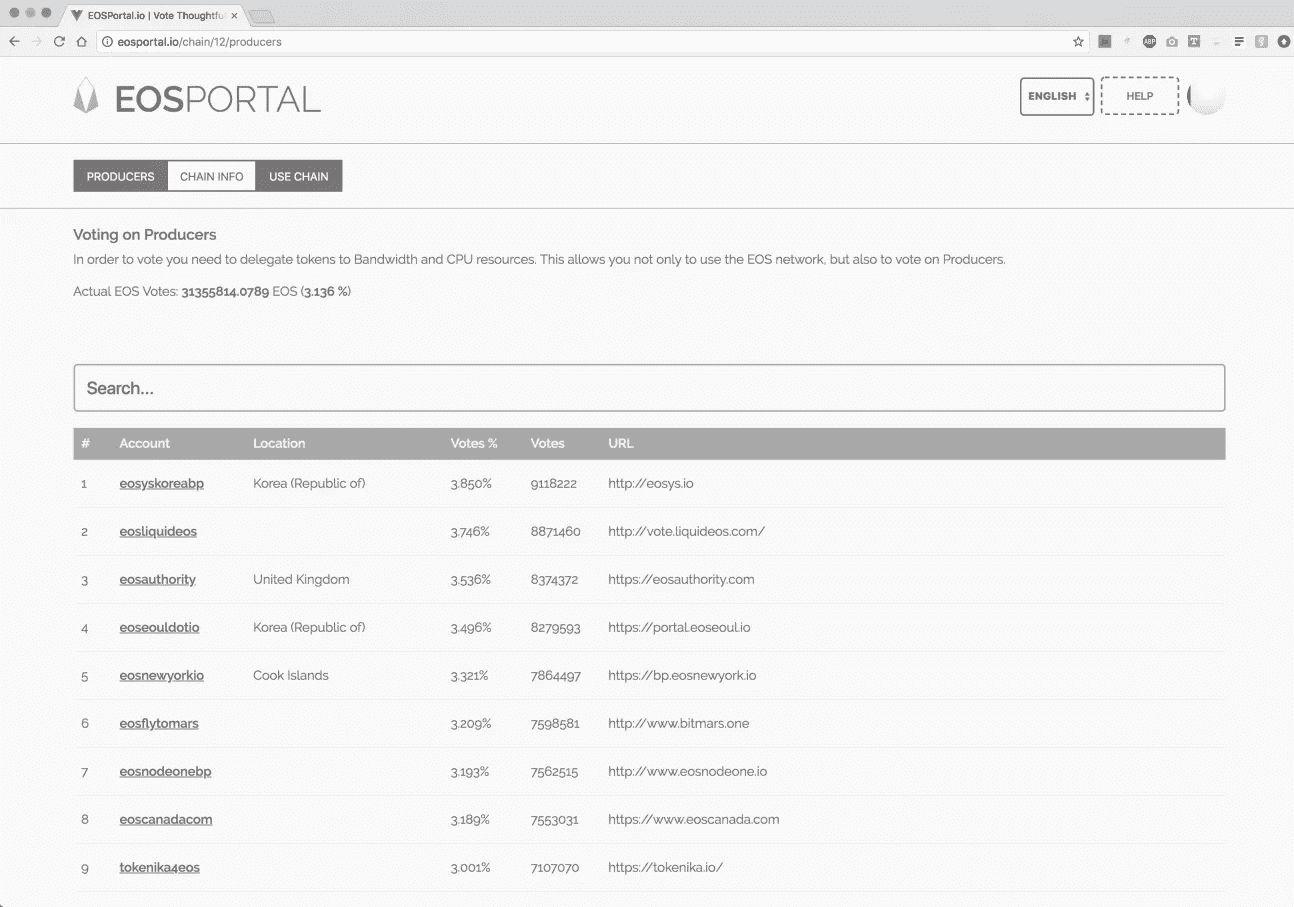 EOSPortal.io | Vote Thoughtfu
eosportal.io/chain/12/producers
ABP
T
EOSPORTAL
ENGLISH
HELP
PRODUCERS CHAIN INFO USE CHAIN
Voting on Producers
In order to vote you need to delegate tokens to Bandwidth and CPU resources. This allows you not only to use the EOS network, but also to vote on Producers.
Actual EOS Votes: 31355814.0789 EOS (3.136 %)
Search...
# Account Location Votes % Votes URL
1 eosyskoreabp Korea (Republic of) 3.850% 9118222 http://eosys.io
2 eosliquideos 3.746% 8871460 http://vote.liquideos.com/
3 eosauthority United Kingdom 3.536% 8374372 https://eosauthority.com
4 eoseouldotio Korea (Republic of) 3.496% 8279593 https://portal.eoseoul.io
5 eosnewyorkio Cook Islands 3.321% 7864497 https://bp.eosnewyork.io
6 eosflytomars 3.209% 7598581 http://www.bitmars.one
7 eosnodeonebp 3.193% 7562515 http://www.eosnodeone.io
8 eoscanadacom 3.189% 7553031 https://www.eoscanada.com
9 tokenika4eos 3.001% 7107070 https://tokenika.io/